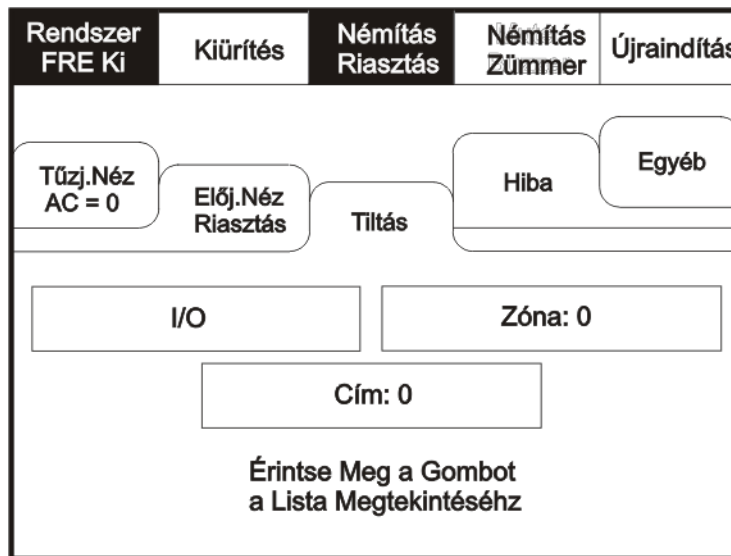 Rendszer
FRE Ki
Kiürítés
Némítás
Riasztás
Némítás
Zümmer
Újraindítás
Tűzj.Néz
AC = 0
Előj.Néz
Riasztás
Tiltás
Hiba
Egyéb
I/O
Zóna: 0
Cím: 0
Érintse Meg a Gombot
a Lista Megtekintéséhz